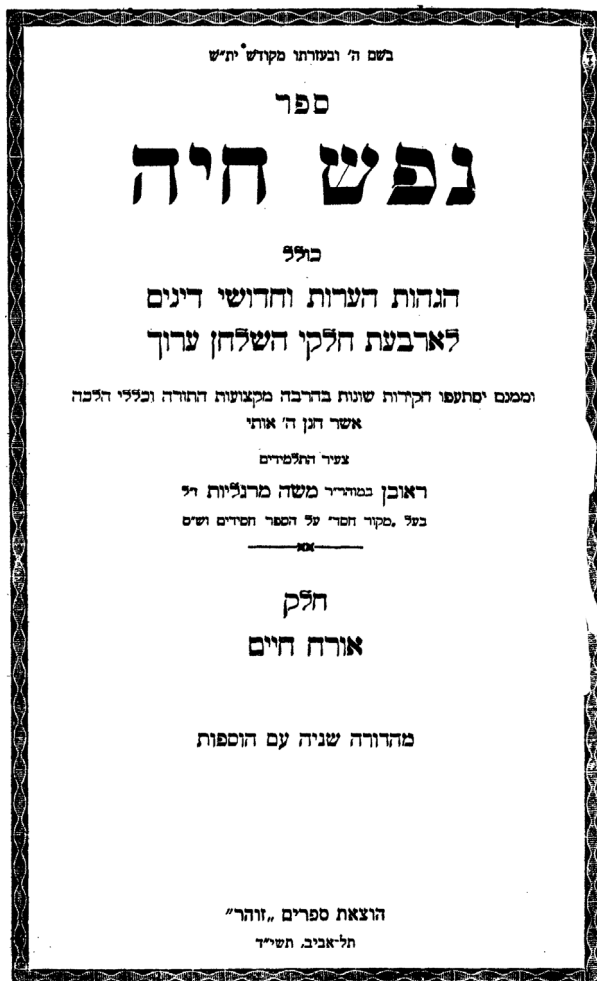 בשם ה׳ ובעזרתו מקודש ית״ש
ספר
נפש חיה
כולל
הגהות הערות וחדושי דינים
לארבעת חלקי השלחן ערוך
וממנם יסתעפו חקירות שונות בהרבה מקצועות התורה וכללי הלכה
אשר חנן ה׳ אותי
צעיר התלמידים
ראובן במוהר״ר משה מרגליות ז״ל
בעל „מקור חסד״ על הספר חסידים וש״ס
חלק
אורח חיים
מהדורה שניה עם הוספות
הוצאת ספרים „זוהר״
תל-אביב, תשי״ד